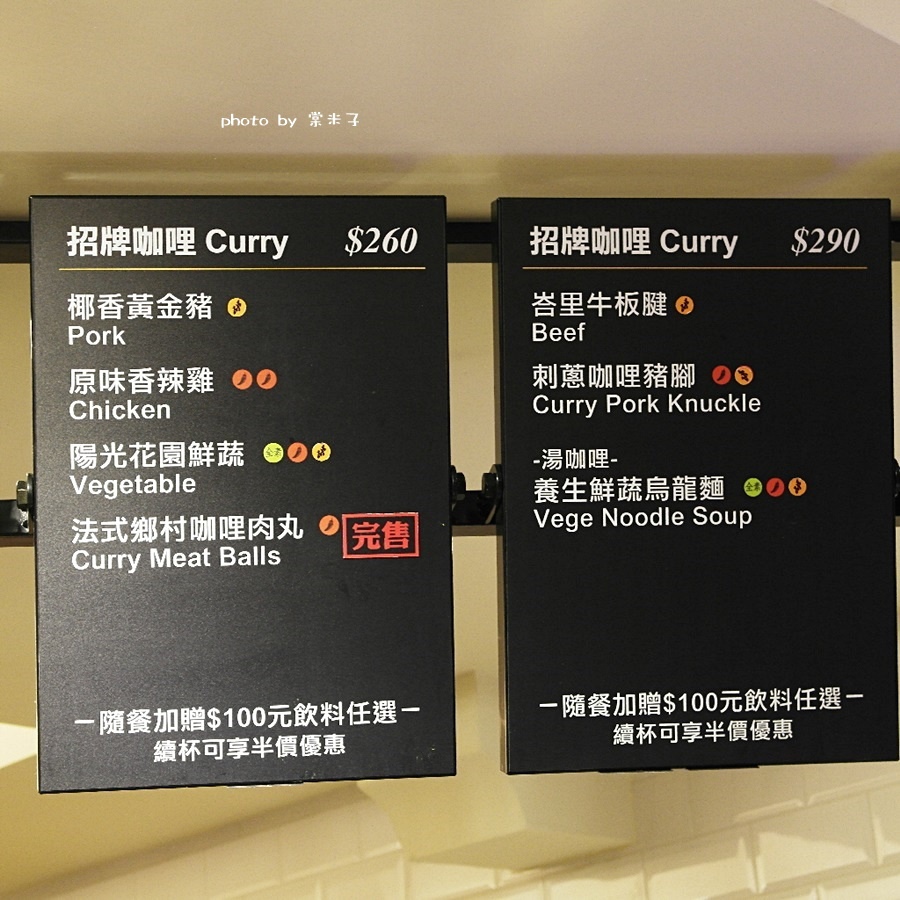 photo by 棠米子
招牌咖哩 Curry $260
椰香黃金豬
Pork
原味香辣雞
Chicken
陽光花園鮮蔬 全素
Vegetable
法式鄉村咖哩肉丸 完售
Curry Meat Balls
－隨餐加贈$100元飲料任選－
續杯可享半價優惠
招牌咖哩 Curry $290
峇里牛板腱
Beef
刺蔥咖哩豬腳
Curry Pork Knuckle
-湯咖哩-
養生鮮蔬烏龍麵 全素
Vege Noodle Soup
－隨餐加贈$100元飲料任選－
續杯可享半價優惠